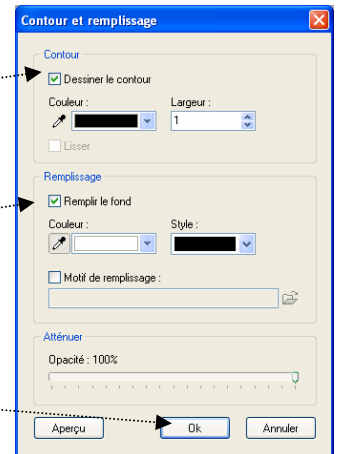 Contour et remplissage
Contour
Dessiner le contour
Couleur :
Largeur :
1
Lisser
Remplissage
Remplir le fond
Couleur :
Style :
Motif de remplissage :
Atténuer
Opacité : 100%
Aperçu
Ok
Annuler